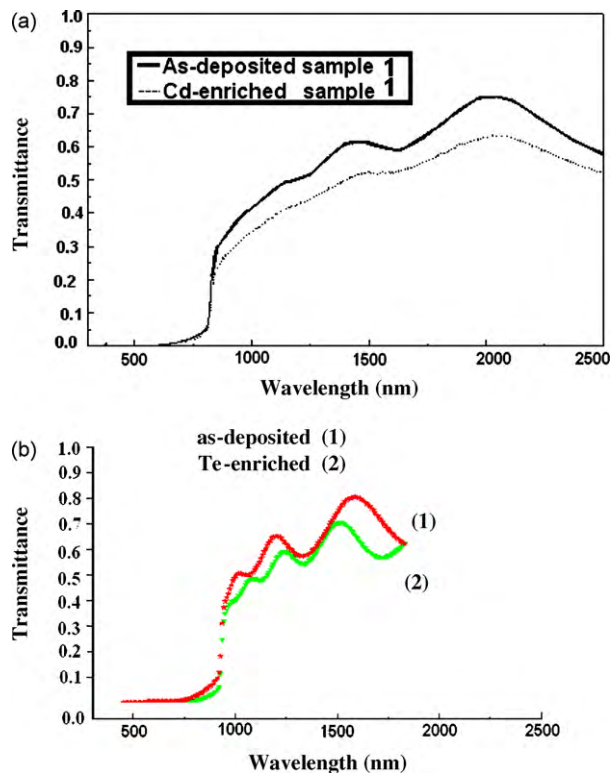 (a)
1.0
0.9
0.8
0.7
0.6
0.5
0.4
0.3
0.2
0.1
0.0
Transmittance
As-deposited sample 1
Cd-enriched sample 1
500 1000 1500 2000 2500
Wavelength (nm)
(b)
as-deposited (1)
Te-enriched (2)
1.0
0.9
0.8
0.7
0.6
0.5
0.4
0.3
0.2
0.1
0.0
Transmittance
(1)
(2)
500 1000 1500 2000 2500
Wavelength (nm)